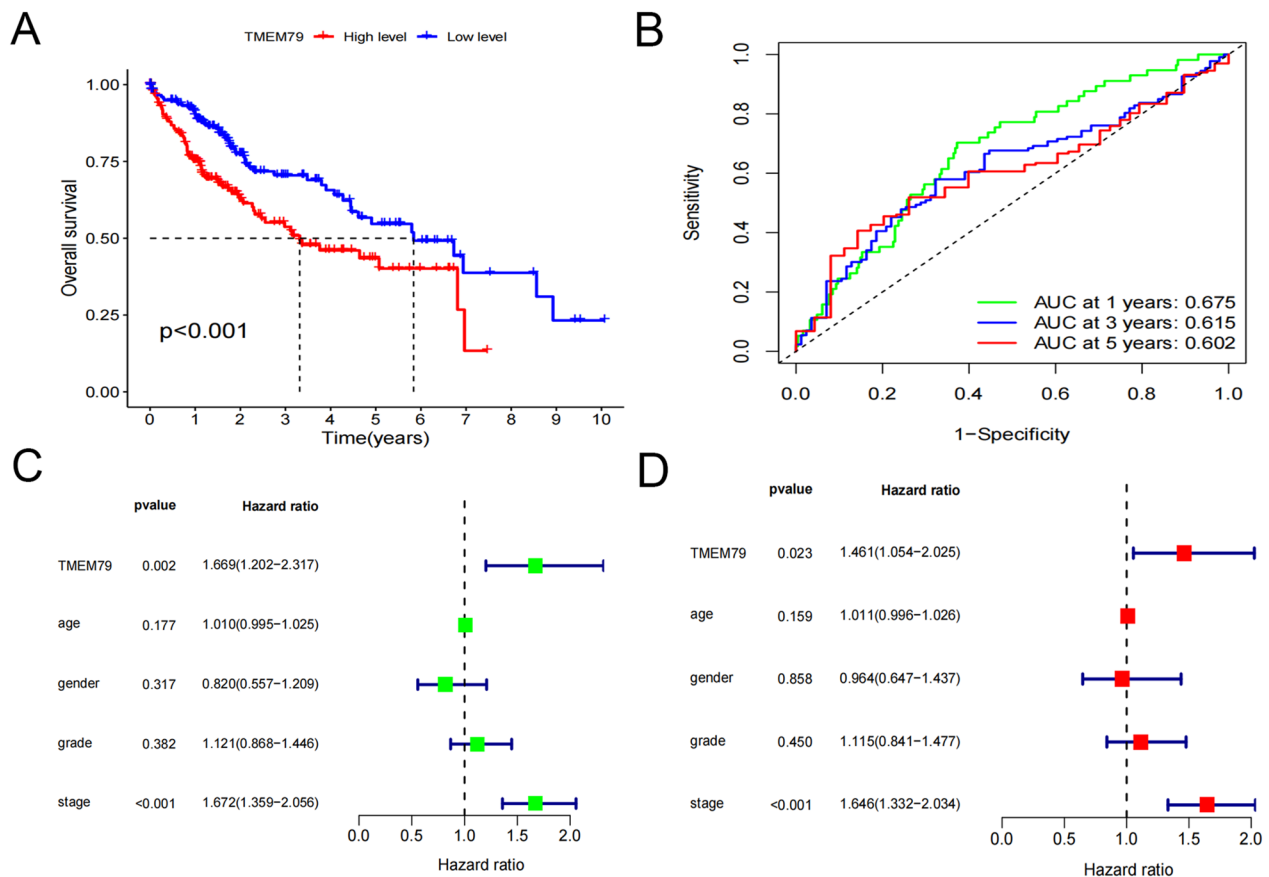 A
TMEM79 High level Low level
Overall survival
1.00
0.75
0.50
0.25
0.00
p<0.001
0 1 2 3 4 5 6 7 8 9 10
Time(years)
B
Sensitivity
1.0
0.8
0.6
0.4
0.2
0.0
AUC at 1 years: 0.675
AUC at 3 years: 0.615
AUC at 5 years: 0.602
0.0 0.2 0.4 0.6 0.8 1.0
1−Specificity
C
pvalue Hazard ratio
TMEM79 0.002 1.669(1.202−2.317)
age 0.177 1.010(0.995−1.025)
gender 0.317 0.820(0.557−1.209)
grade 0.382 1.121(0.868−1.446)
stage <0.001 1.672(1.359−2.056)
0.0 0.5 1.0 1.5 2.0
Hazard ratio
D
pvalue Hazard ratio
TMEM79 0.023 1.461(1.054−2.025)
age 0.159 1.011(0.996−1.026)
gender 0.858 0.964(0.647−1.437)
grade 0.450 1.115(0.841−1.477)
stage <0.001 1.646(1.332−2.034)
0.0 0.5 1.0 1.5 2.0
Hazard ratio